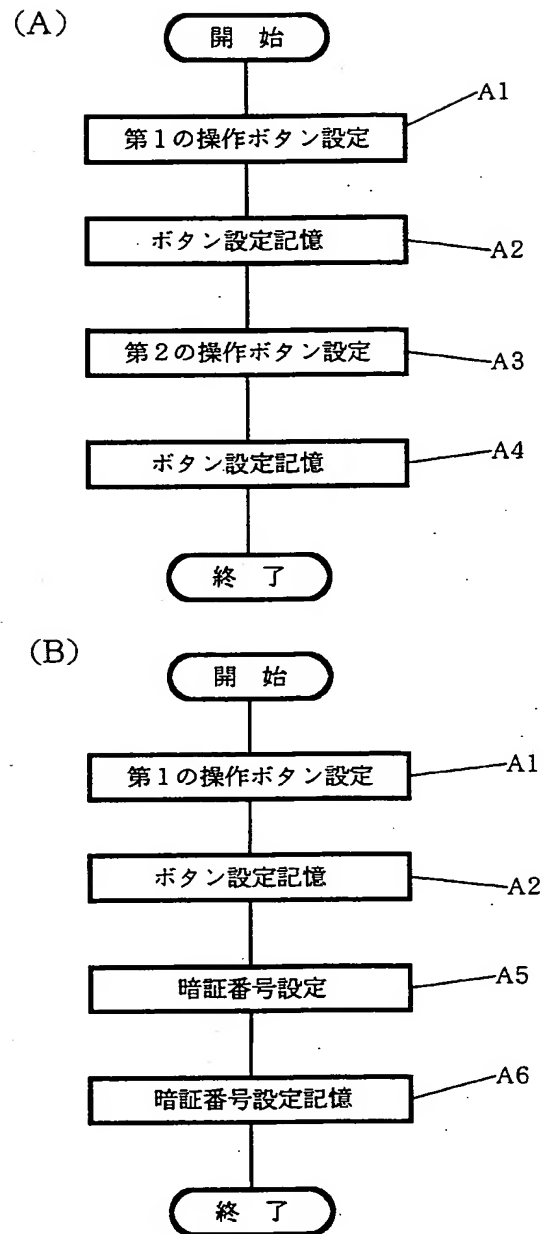 (A)
開 始
A1
第1の操作ボタン設定
ボタン設定記憶
A2
第2の操作ボタン設定
A3
ボタン設定記憶
A4
終 了
(B)
開 始
第1の操作ボタン設定
A1
ボタン設定記憶
A2
暗証番号設定
A5
暗証番号設定記憶
A6
終 了